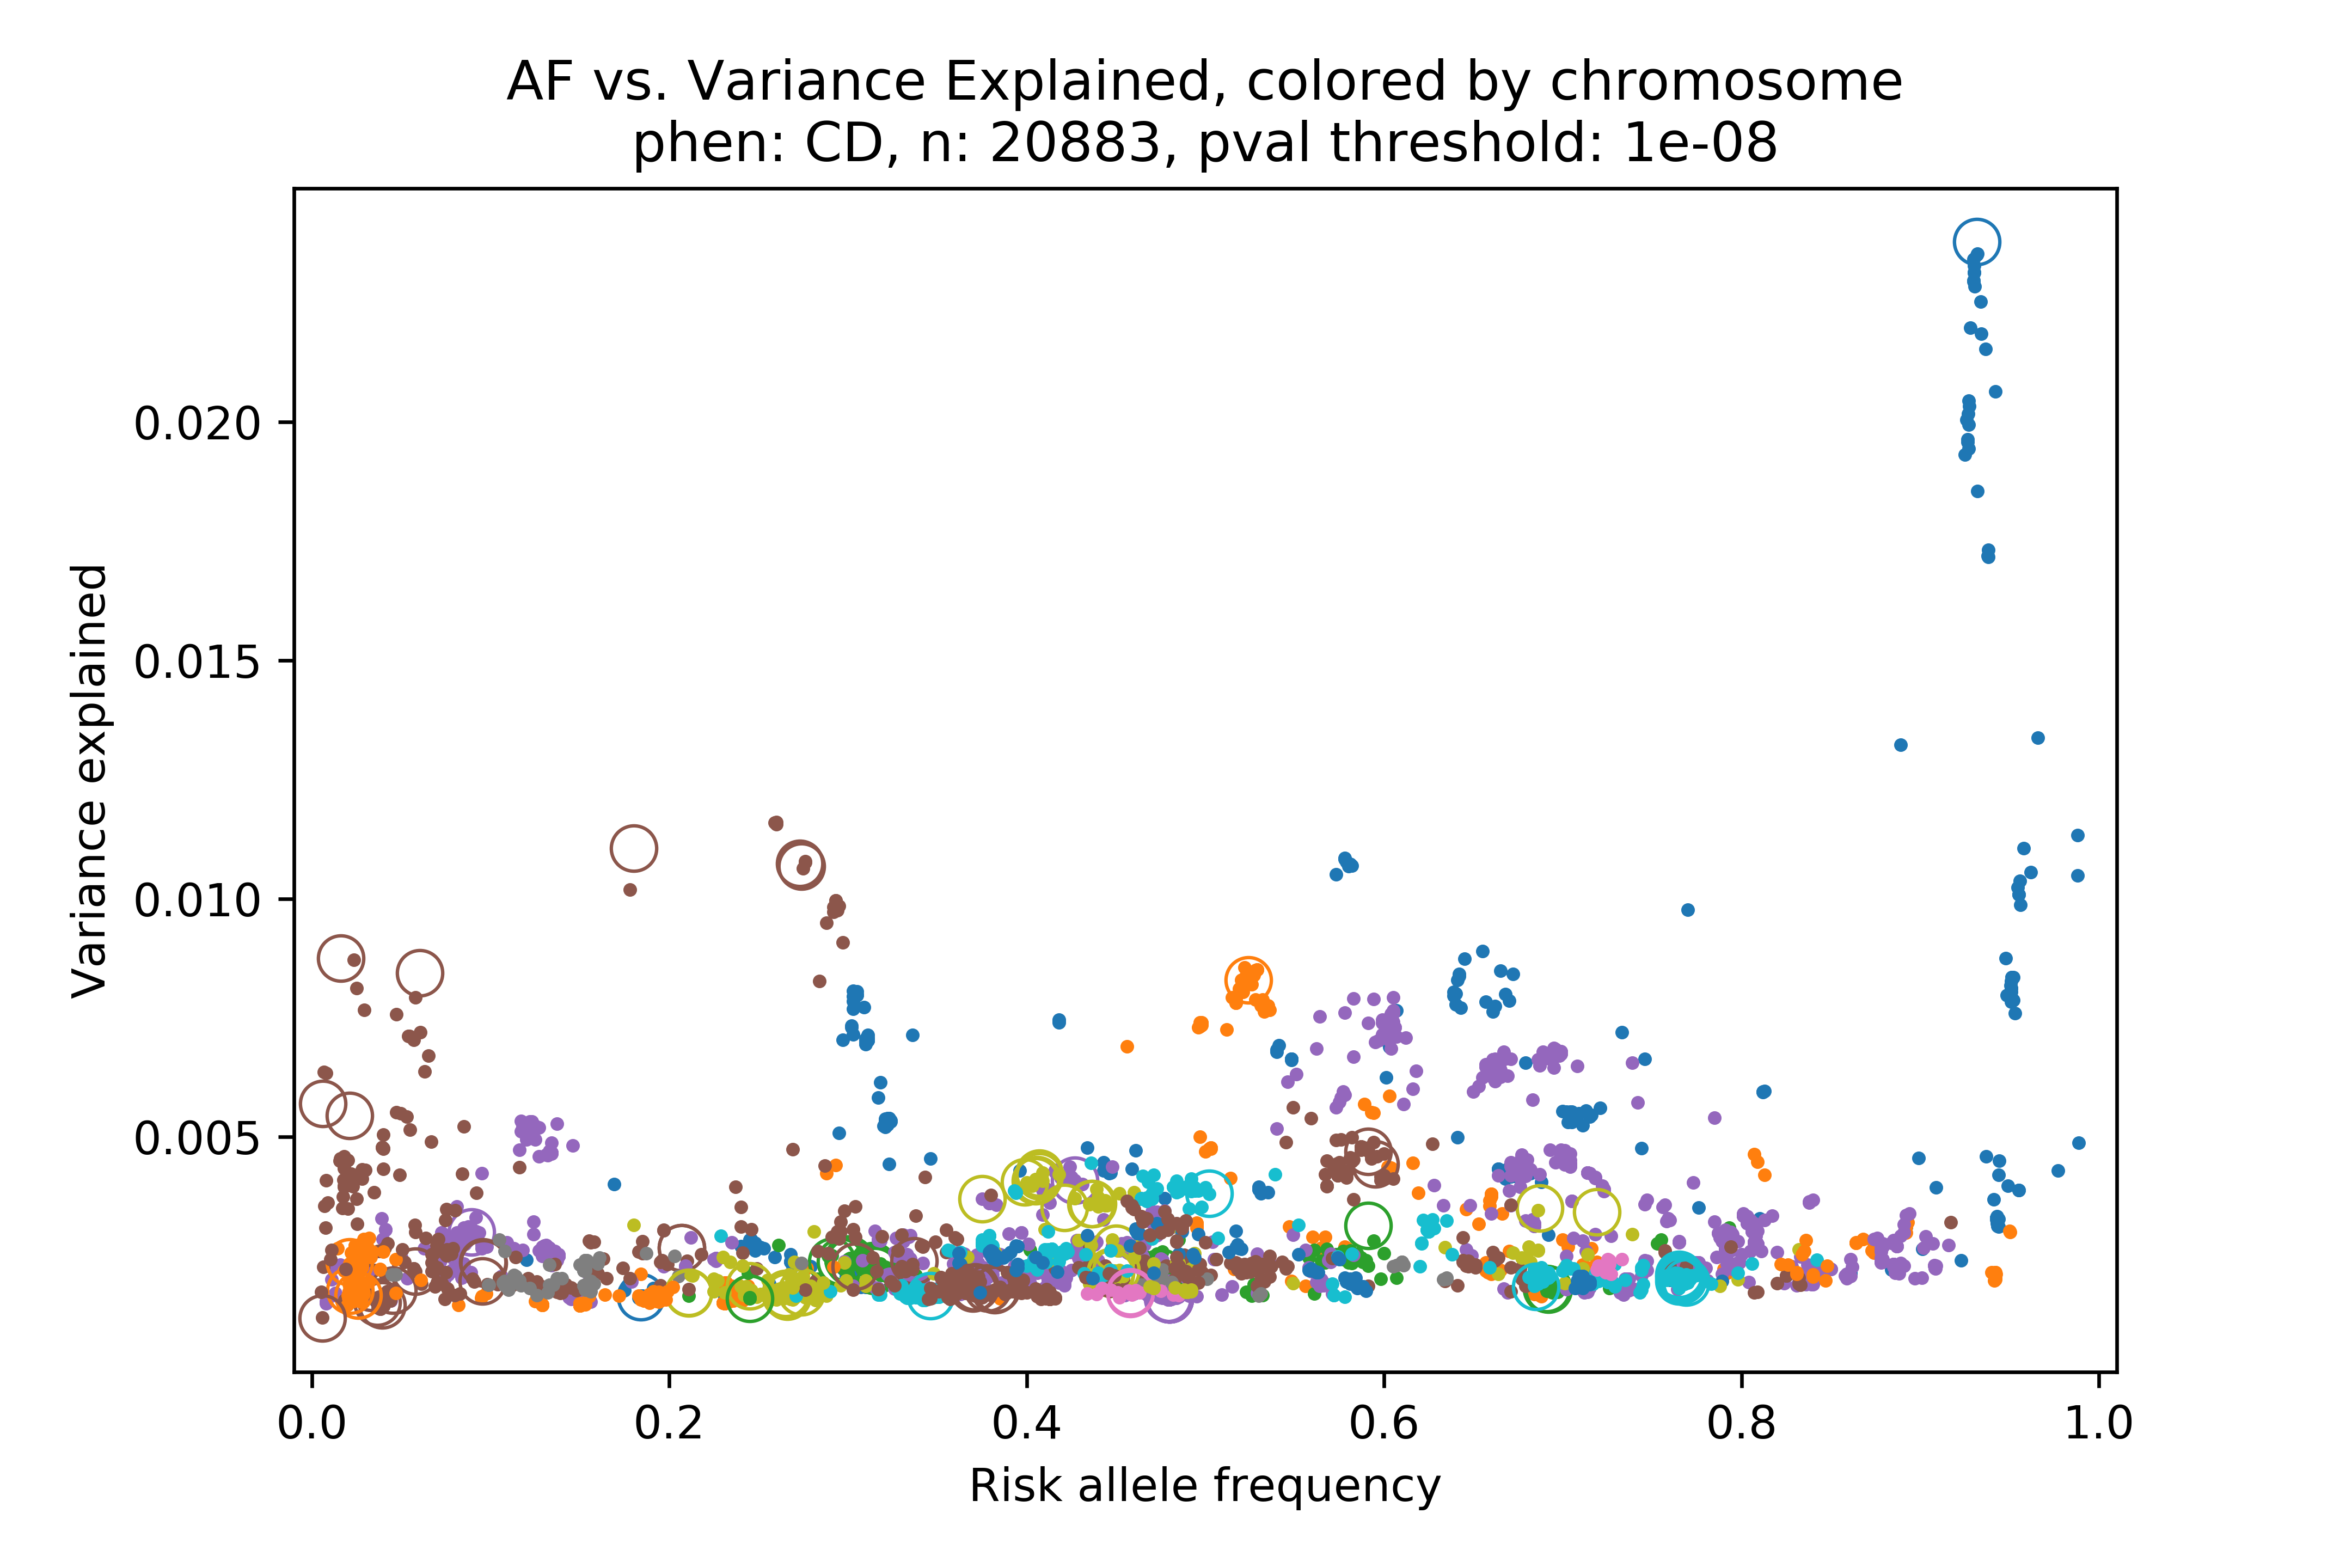 AF vs. Variance Explained, colored by chromosome
phen: CD, n: 20883, pval threshold: 1e-08
0.020
0.015
0.010
0.005
Variance explained
0.0 0.2 0.4 0.6 0.8 1.0
Risk allele frequency